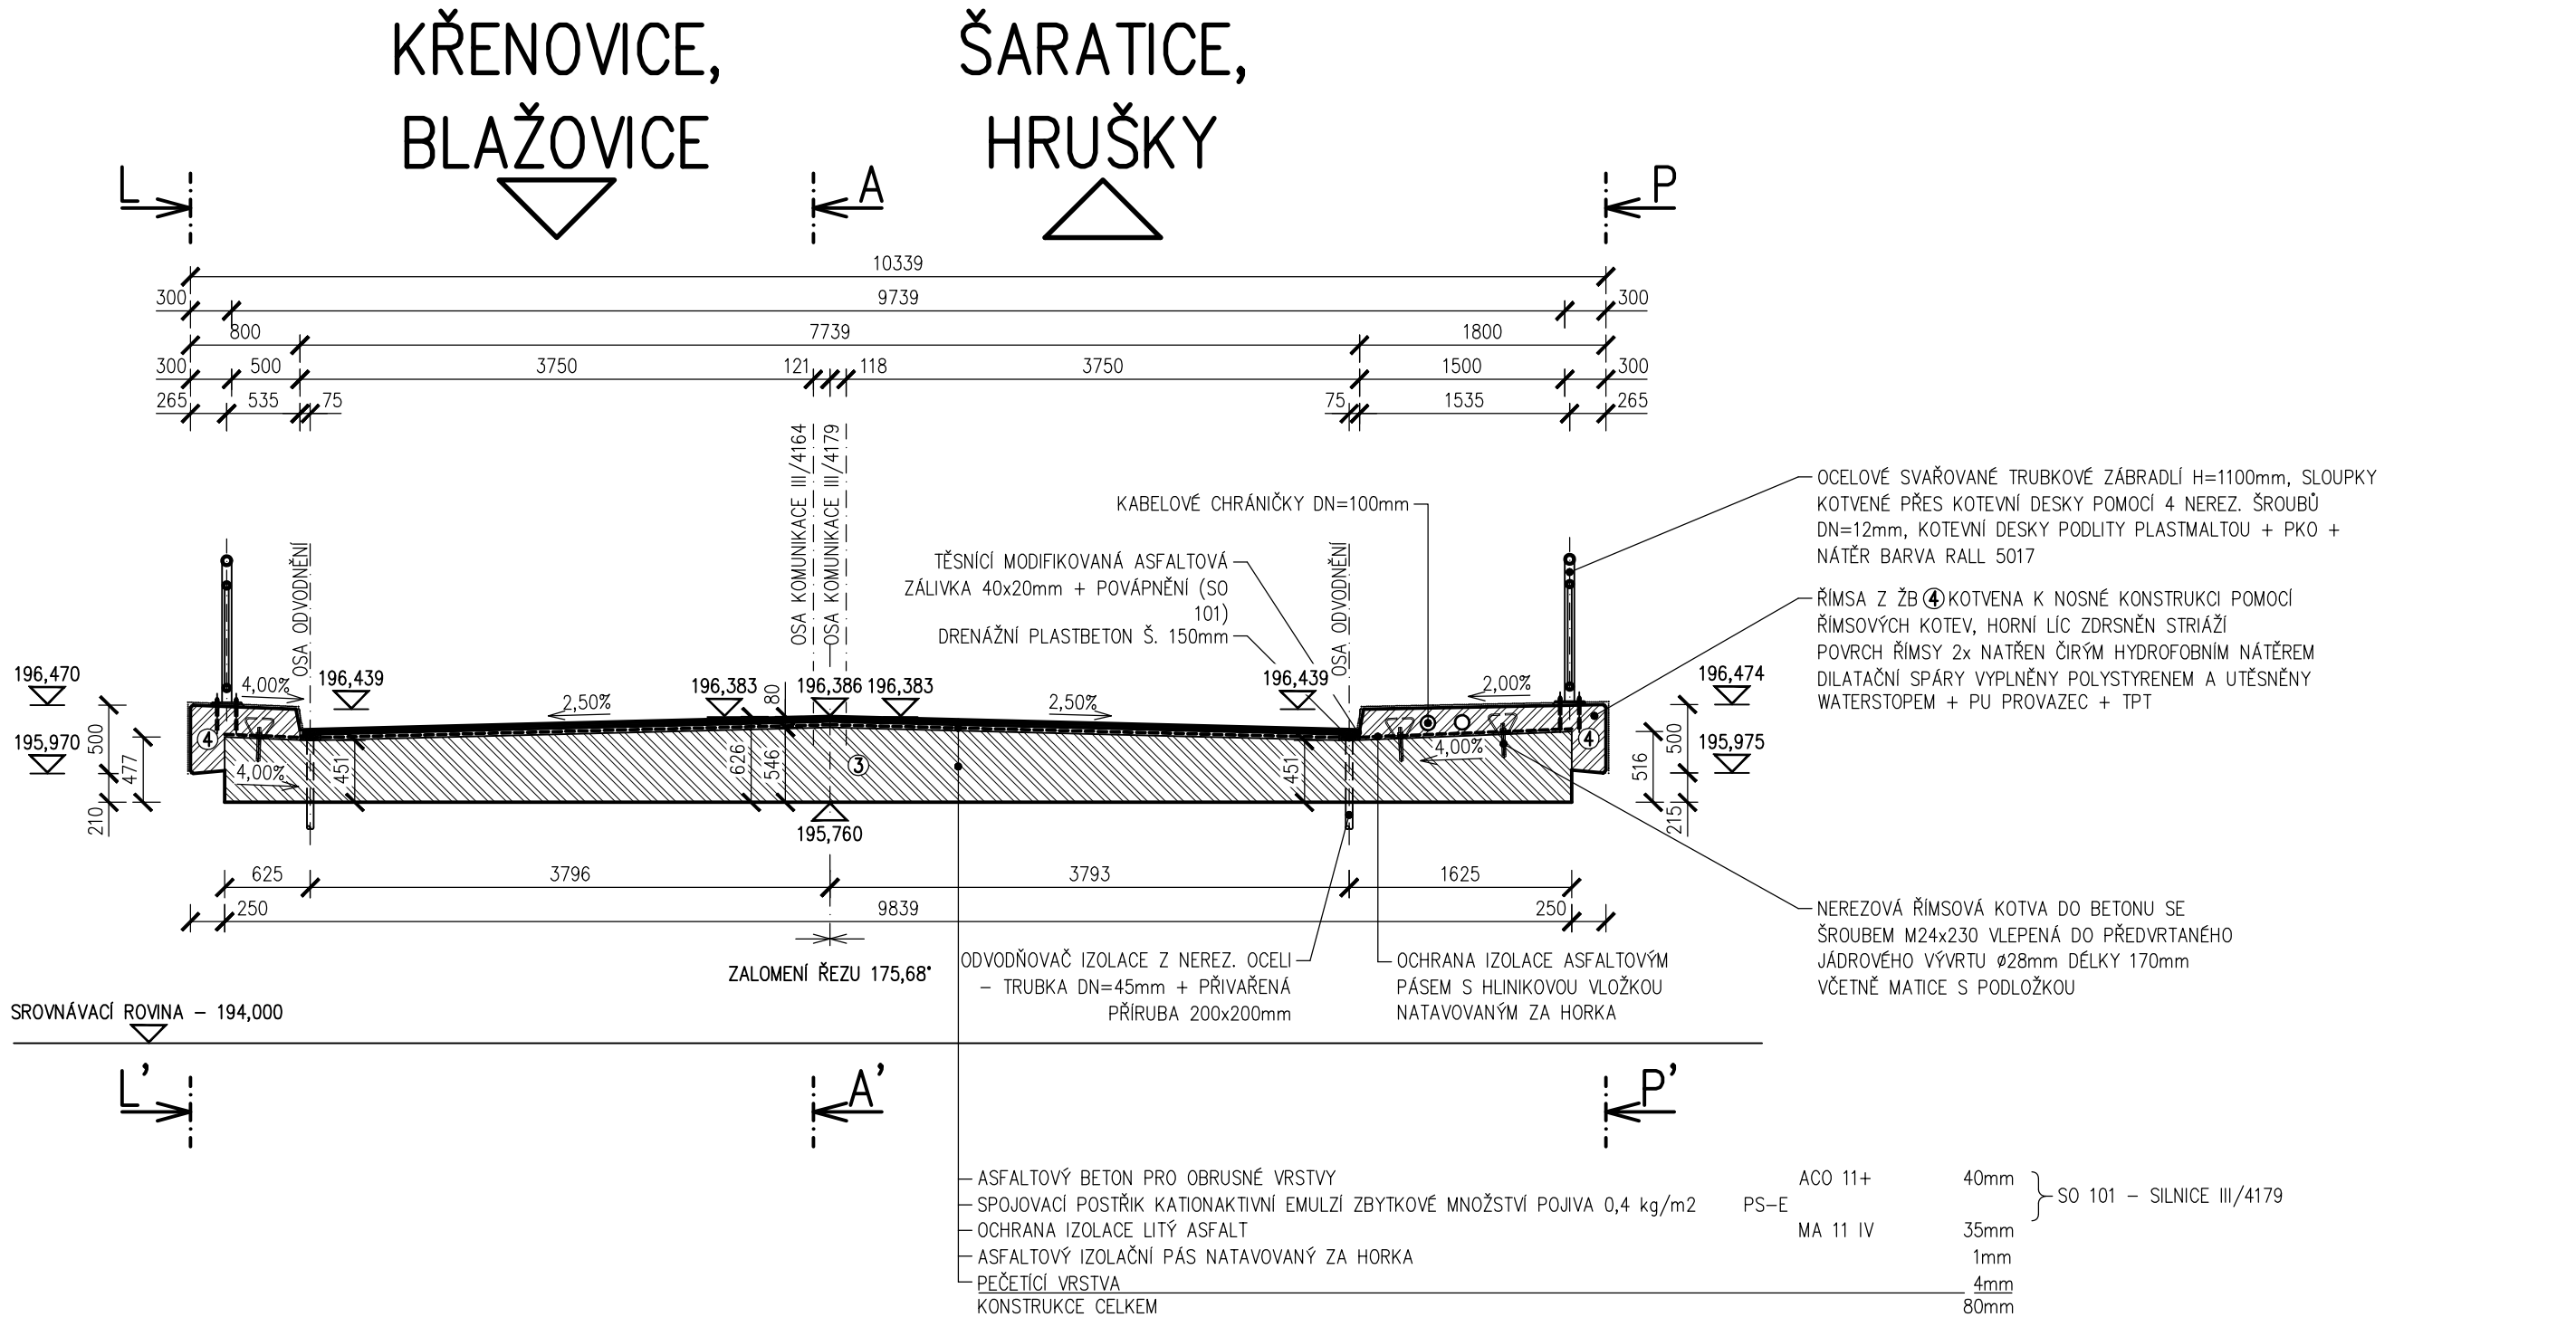 KŘENOVICE,
BLAŽOVICE
ŠARATICE,
HRUŠKY
L
A
P
10339
300
9739
300
800
7739
1800
300
500
3750
121
118
3750
1500
300
265
535
75
75
1535
265
OSA KOMUNIKACE III/4164
OSA KOMUNIKACE III/4179
OSA ODVODNĚNÍ
OSA ODVODNĚNÍ
KABELOVÉ CHRÁNIČKY DN=100mm
TĚSNÍCÍ MODIFIKOVANÁ ASFALTOVÁ
ZÁLIVKA 40x20mm + POVÁPNĚNÍ (SO
101)
DRENÁŽNÍ PLASTBETON Š. 150mm
OCELOVÉ SVAŘOVANÉ TRUBKOVÉ ZÁBRADLÍ H=1100mm, SLOUPKY
KOTVENÉ PŘES KOTEVNÍ DESKY POMOCÍ 4 NEREZ. ŠROUBŮ
DN=12mm, KOTEVNÍ DESKY PODLITY PLASTMALTOU + PKO +
NÁTĚR BARVA RALL 5017
ŘÍMSA Z ŽB 4 KOTVENA K NOSNÉ KONSTRUKCI POMOCÍ
ŘÍMSOVÝCH KOTEV, HORNÍ LÍC ZDRSNĚN STRIÁŽÍ
POVRCH ŘÍMSY 2x NATŘEN ČIRÝM HYDROFOBNÍM NÁTĚREM
DILATAČNÍ SPÁRY VYPLNĚNY POLYSTYRENEM A UTĚSNĚNY
WATERSTOPEM + PU PROVAZEC + TPT
196,470
4,00%
196,439
2,50%
196,383
196,386
196,383
80
2,50%
196,439
2,00%
196,474
195,970
500
477
210
4
4,00%
451
626
546
3
451
4,00%
4
516
500
215
195,975
195,760
625
3796
3793
1625
250
9839
250
ZALOMENÍ ŘEZU 175,68°
ODVODŇOVAČ IZOLACE Z NEREZ. OCELI
- TRUBKA DN=45mm + PŘIVAŘENÁ
PŘÍRUBA 200x200mm
OCHRANA IZOLACE ASFALTOVÝM
PÁSEM S HLINIKOVOU VLOŽKOU
NATAVOVANÝM ZA HORKA
NEREZOVÁ ŘÍMSOVÁ KOTVA DO BETONU SE
ŠROUBEM M24x230 VLEPENÁ DO PŘEDVRTANÉHO
JÁDROVÉHO VÝVRTU ø28mm DÉLKY 170mm
VČETNĚ MATICE S PODLOŽKOU
SROVNÁVACÍ ROVINA - 194,000
L'
A'
P'
ASFALTOVÝ BETON PRO OBRUSNÉ VRSTVY ACO 11+ 40mm
SPOJOVACÍ POSTŘIK KATIONAKTIVNÍ EMULZÍ ZBYTKOVÉ MNOŽSTVÍ POJIVA 0,4 kg/m2 PS-E
SO 101 - SILNICE III/4179
OCHRANA IZOLACE LITÝ ASFALT MA 11 IV 35mm
ASFALTOVÝ IZOLAČNÍ PÁS NATAVOVANÝ ZA HORKA 1mm
PEČETÍCÍ VRSTVA 4mm
KONSTRUKCE CELKEM 80mm